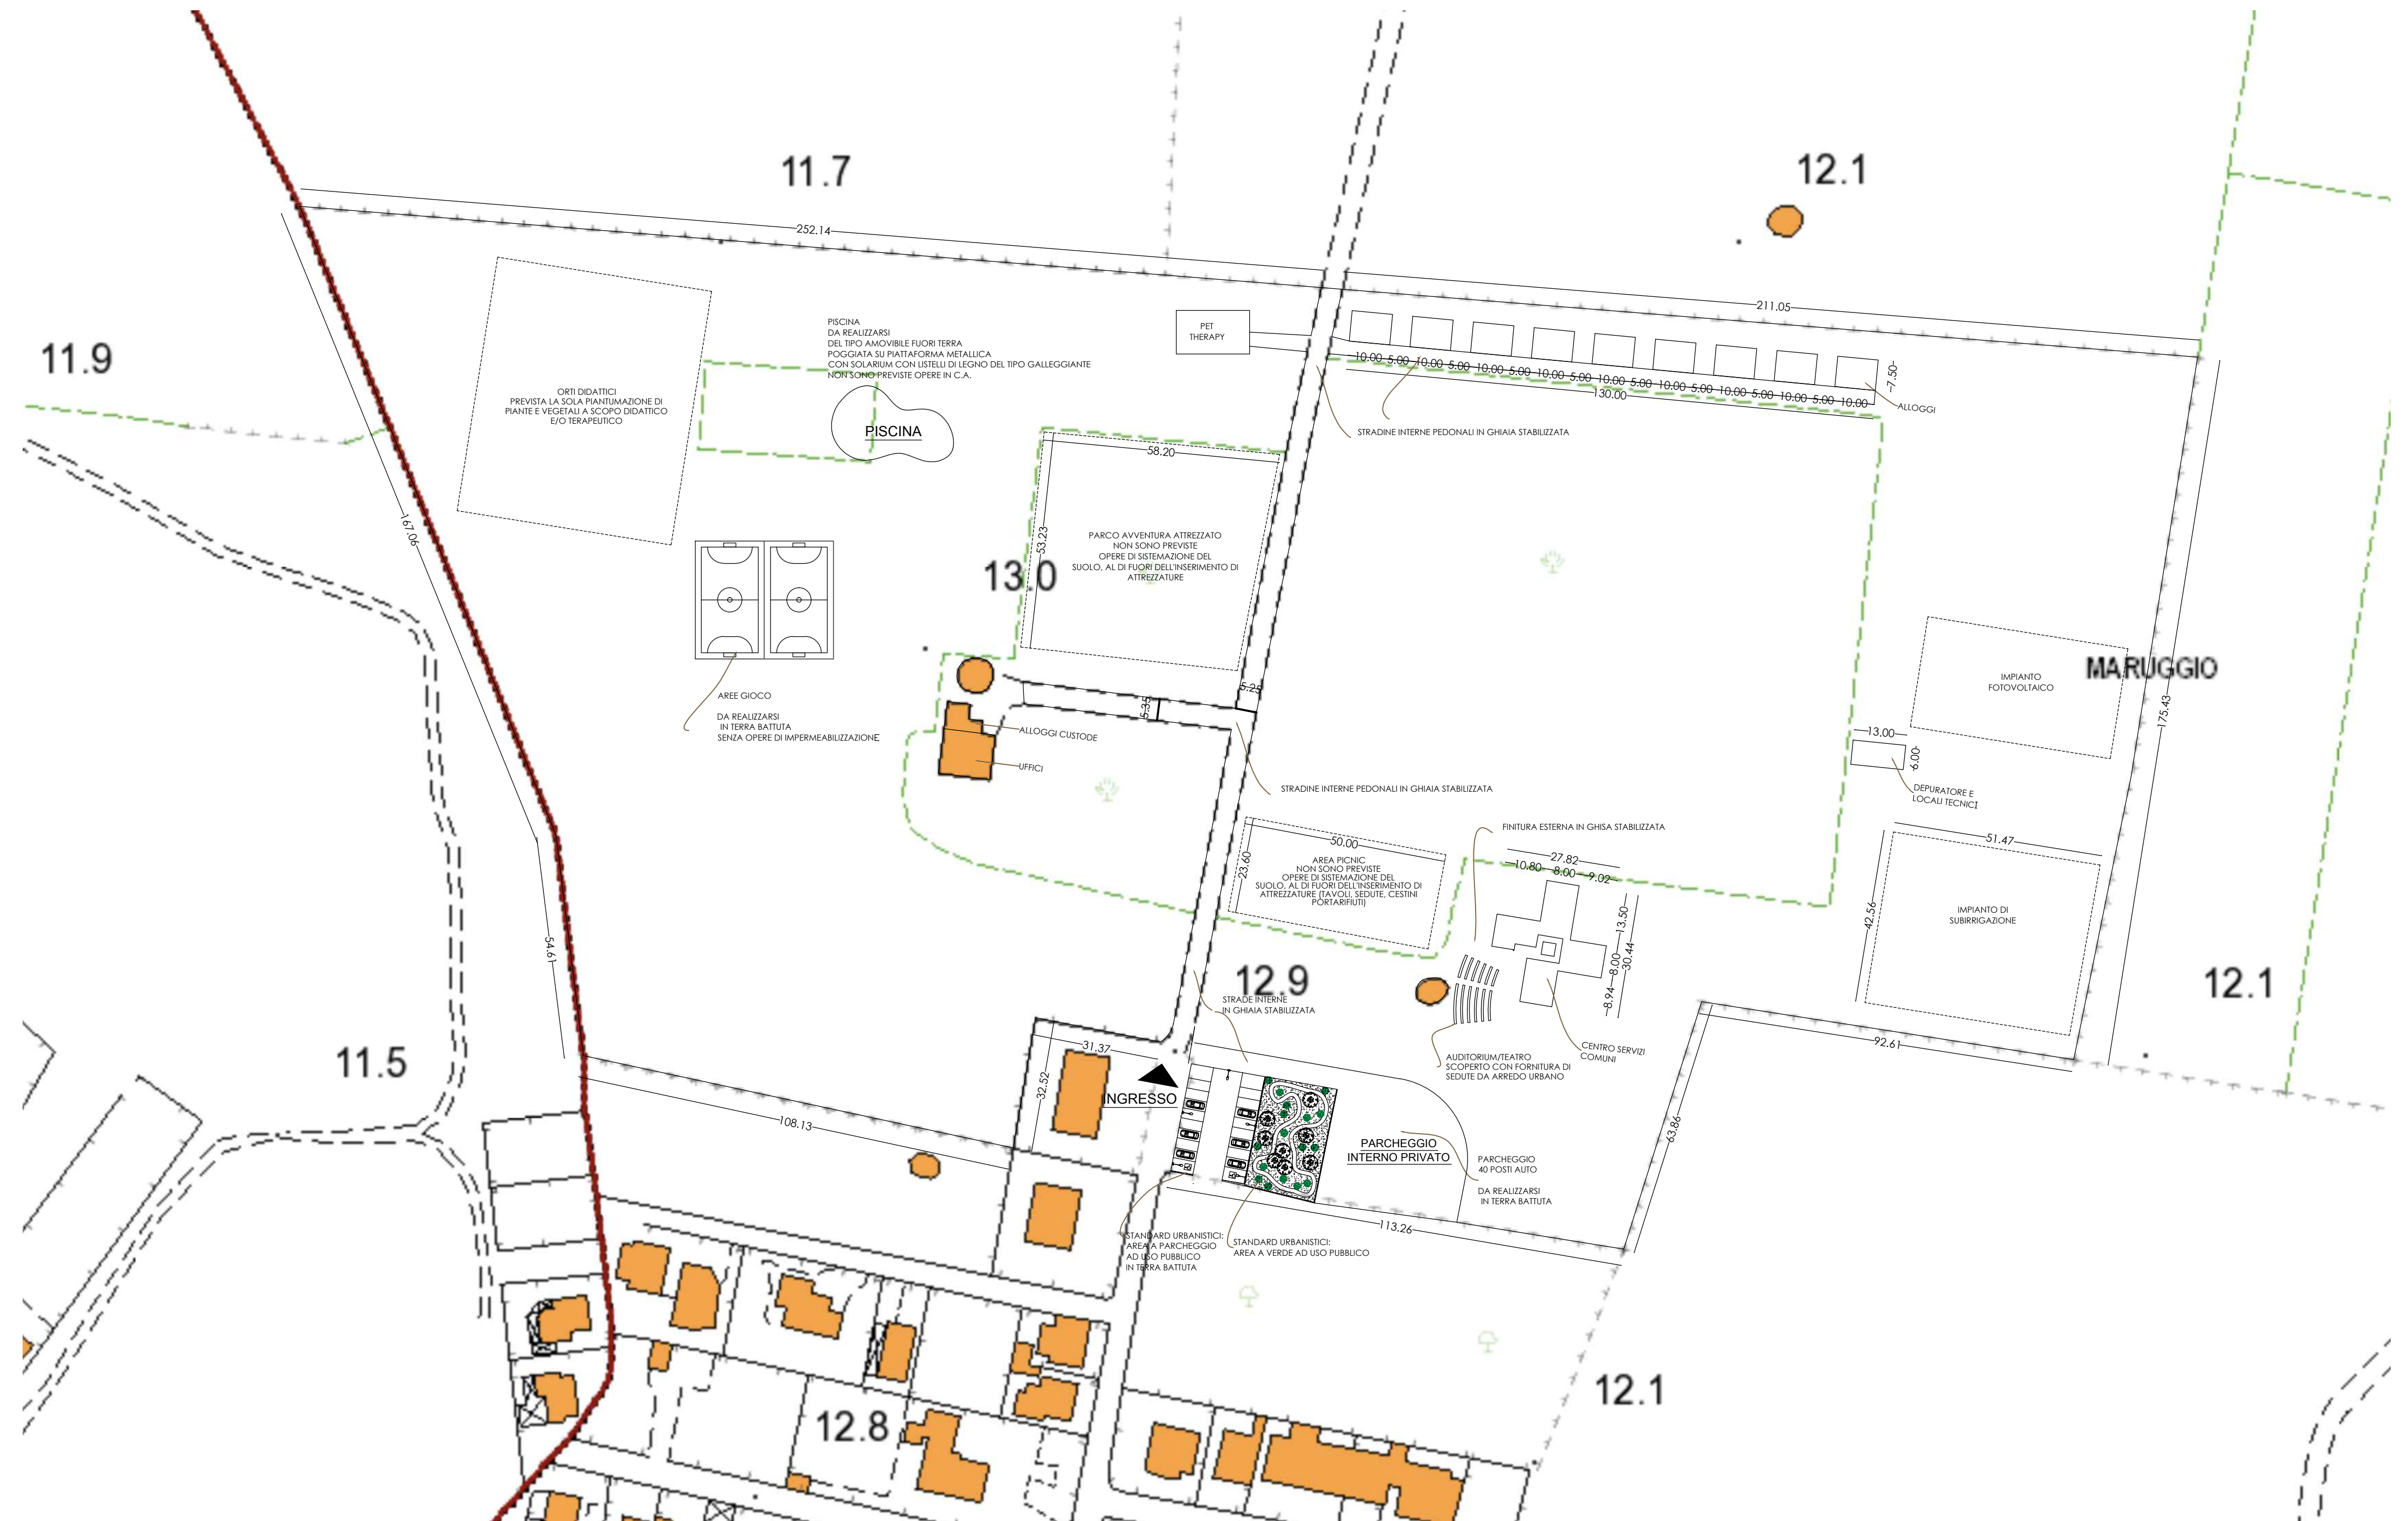 11.7
12.1
252.14
211.05
11.9
PISCINA
DA REALIZZARSI
DEL TIPO AMOVIBILE FUORI TERRA
POGGIATA SU PIATTAFORMA METALLICA
CON SOLARIUM CON LISTELLI DI LEGNO DEL TIPO GALLEGGIANTE
NON SONO PREVISTE OPERE IN C.A.
PISCINA
PET
THERAPY
10.00 5.00 10.00 5.00 10.00 5.00 10.00 5.00 10.00 5.00 10.00 5.00 10.00 5.00 10.00 5.00 10.00
130.00
7.50
ALLOGGI
STRADINE INTERNE PEDONALI IN GHIAIA STABILIZZATA
ORTI DIDATTICI
PREVISTA LA SOLA PIANTUMAZIONE DI
PIANTE E VEGETALI A SCOPO DIDATTICO
E/O TERAPEUTICO
167.06
58.20
53.23
PARCO AVVENTURA ATTREZZATO
NON SONO PREVISTE
OPERE DI SISTEMAZIONE DEL
SUOLO, AL DI FUORI DELL'INSERIMENTO DI
ATTREZZATURE
13.0
AREE GIOCO
DA REALIZZARSI
IN TERRA BATTUTA
SENZA OPERE DI IMPERMEABILIZZAZIONE
5.35
5.25
ALLOGGI CUSTODE
UFFICI
STRADINE INTERNE PEDONALI IN GHIAIA STABILIZZATA
IMPIANTO
FOTOVOLTAICO
MARUGGIO
175.43
13.00
6.00
DEPURATORE E
LOCALI TECNICI
FINITURA ESTERNA IN GHISA STABILIZZATA
50.00
23.60
AREA PICNIC
NON SONO PREVISTE
OPERE DI SISTEMAZIONE DEL
SUOLO, AL DI FUORI DELL'INSERIMENTO DI
ATTREZZATURE (TAVOLI, SEDUTE, CESTINI
PORTARIFIUTI)
27.82
10.80 8.00 9.02
13.50
8.00
8.94
30.44
51.47
42.56
IMPIANTO DI
SUBIRRIGAZIONE
54.61
12.9
12.1
STRADE INTERNE
IN GHIAIA STABILIZZATA
11.5
31.37
32.52
INGRESSO
AUDITORIUM/TEATRO
SCOPERTO CON FORNITURA DI
SEDUTE DA ARREDO URBANO
CENTRO SERVIZI
COMUNI
92.61
63.86
108.13
PARCHEGGIO
INTERNO PRIVATO
PARCHEGGIO
40 POSTI AUTO
DA REALIZZARSI
IN TERRA BATTUTA
113.26
STANDARD URBANISTICI:
AREA A PARCHEGGIO
AD USO PUBBLICO
IN TERRA BATTUTA
STANDARD URBANISTICI:
AREA A VERDE AD USO PUBBLICO
12.8
12.1